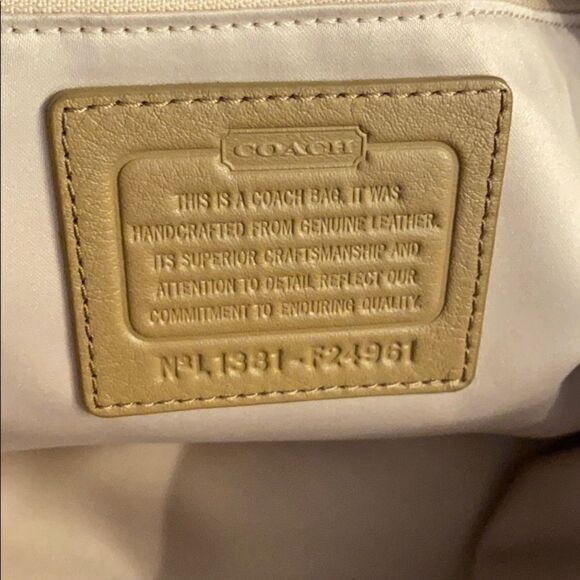 COACH
THIS IS A COACH BAG. IT WAS
HANDCRAFTED FROM GENUINE LEATHER.
ITS SUPERIOR CRAFTSMANSHIP AND
ATTENTION TO DETAIL REFLECT OUR
COMMITMENT TO ENDURING QUALITY.
Nº L1381-F24961